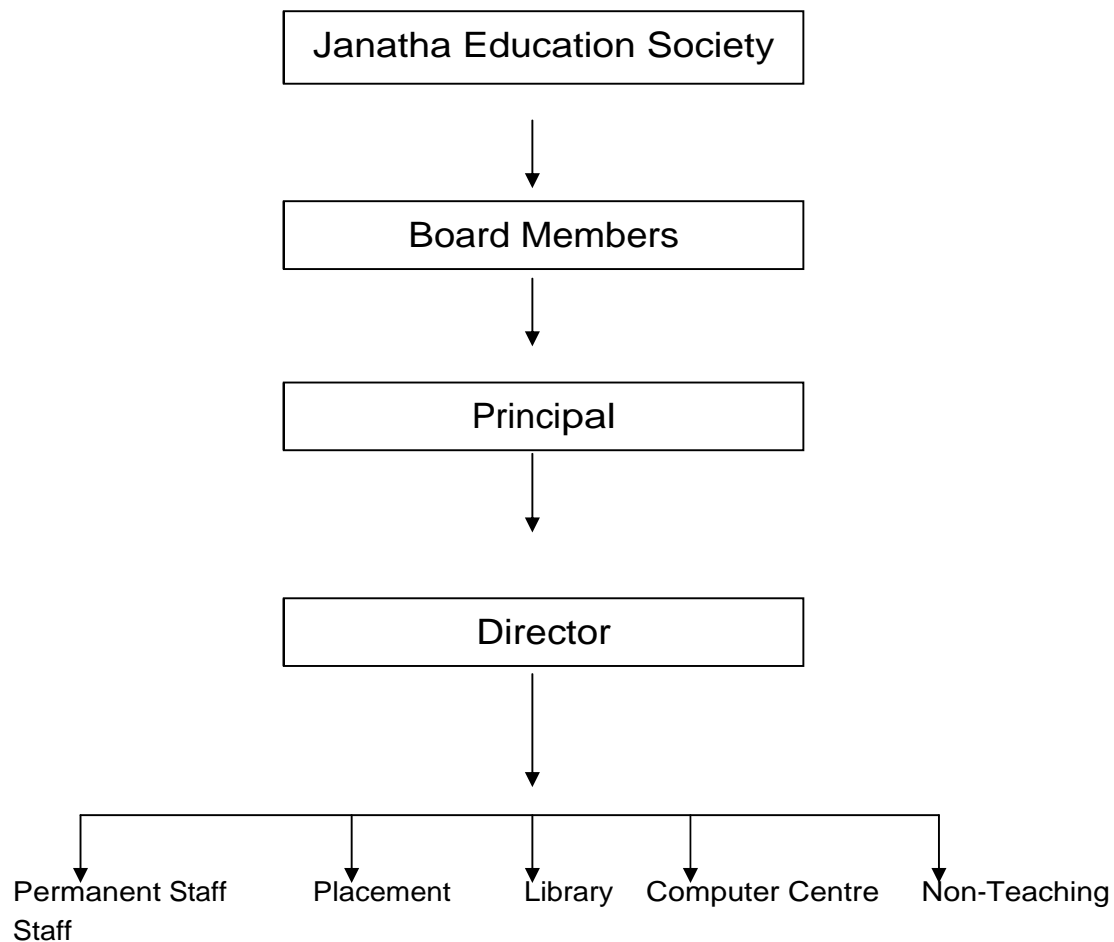 Janatha Education Society
Board Members
Principal
Director
Permanent Staff Placement Library Computer Centre Non-Teaching
Staff